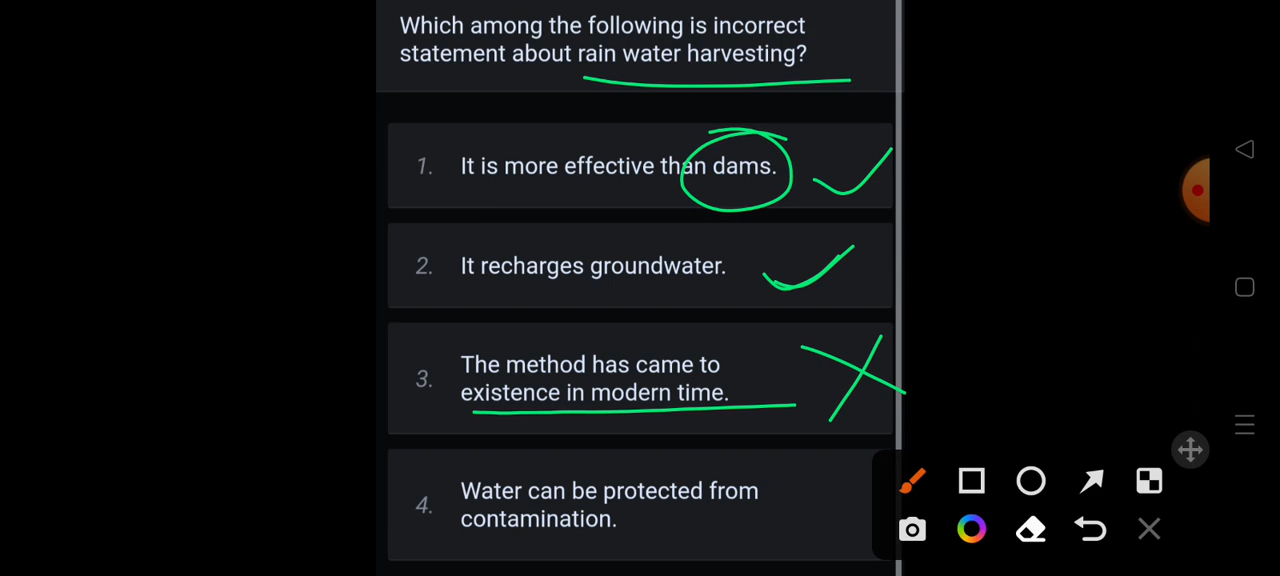 Which among the following is incorrect
statement about rain water harvesting?
1. It is more effective than dams.
2. It recharges groundwater.
3. The method has came to
existence in modern time.
4. Water can be protected from
contamination.